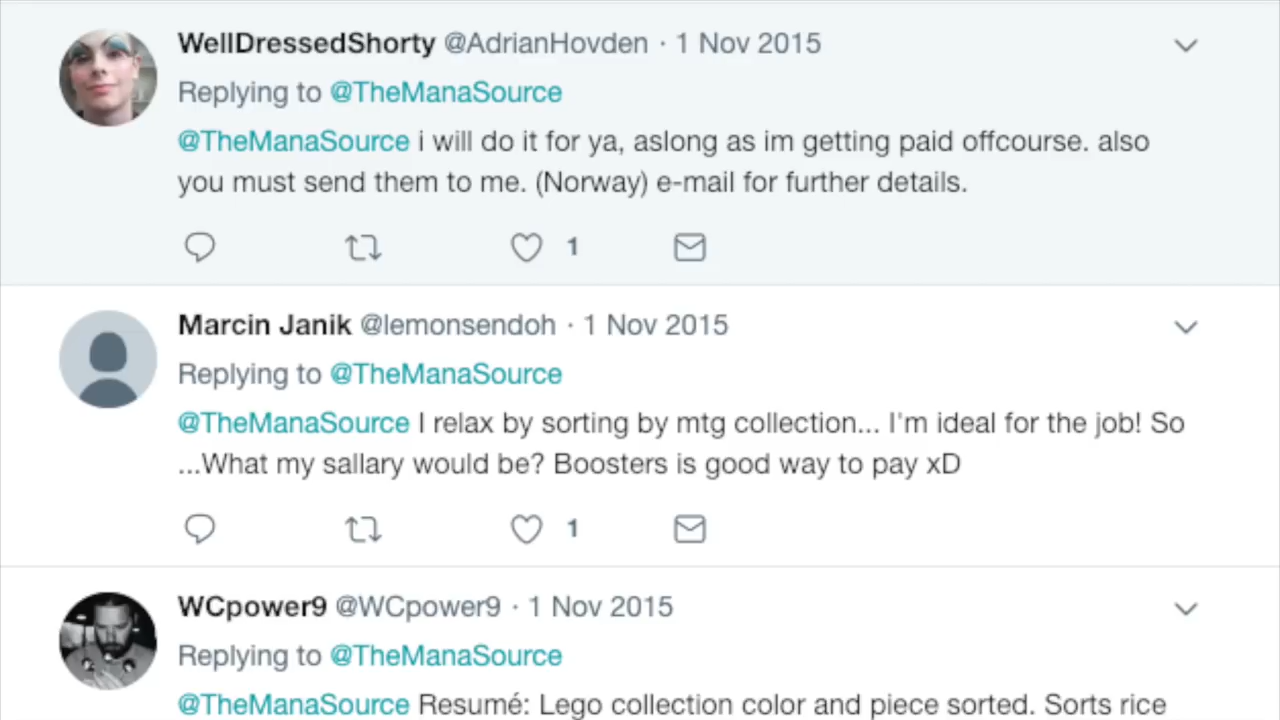 WellDressedShorty @AdrianHovden · 1 Nov 2015
Replying to @TheManaSource
@TheManaSource i will do it for ya, aslong as im getting paid offcourse. also
you must send them to me. (Norway) e-mail for further details.
1
Marcin Janik @lemonsendoh · 1 Nov 2015
Replying to @TheManaSource
@TheManaSource I relax by sorting by mtg collection... I'm ideal for the job! So
...What my sallary would be? Boosters is good way to pay xD
1
WCpower9 @WCpower9 · 1 Nov 2015
Replying to @TheManaSource
@TheManaSource Resumé: Lego collection color and piece sorted. Sorts rice